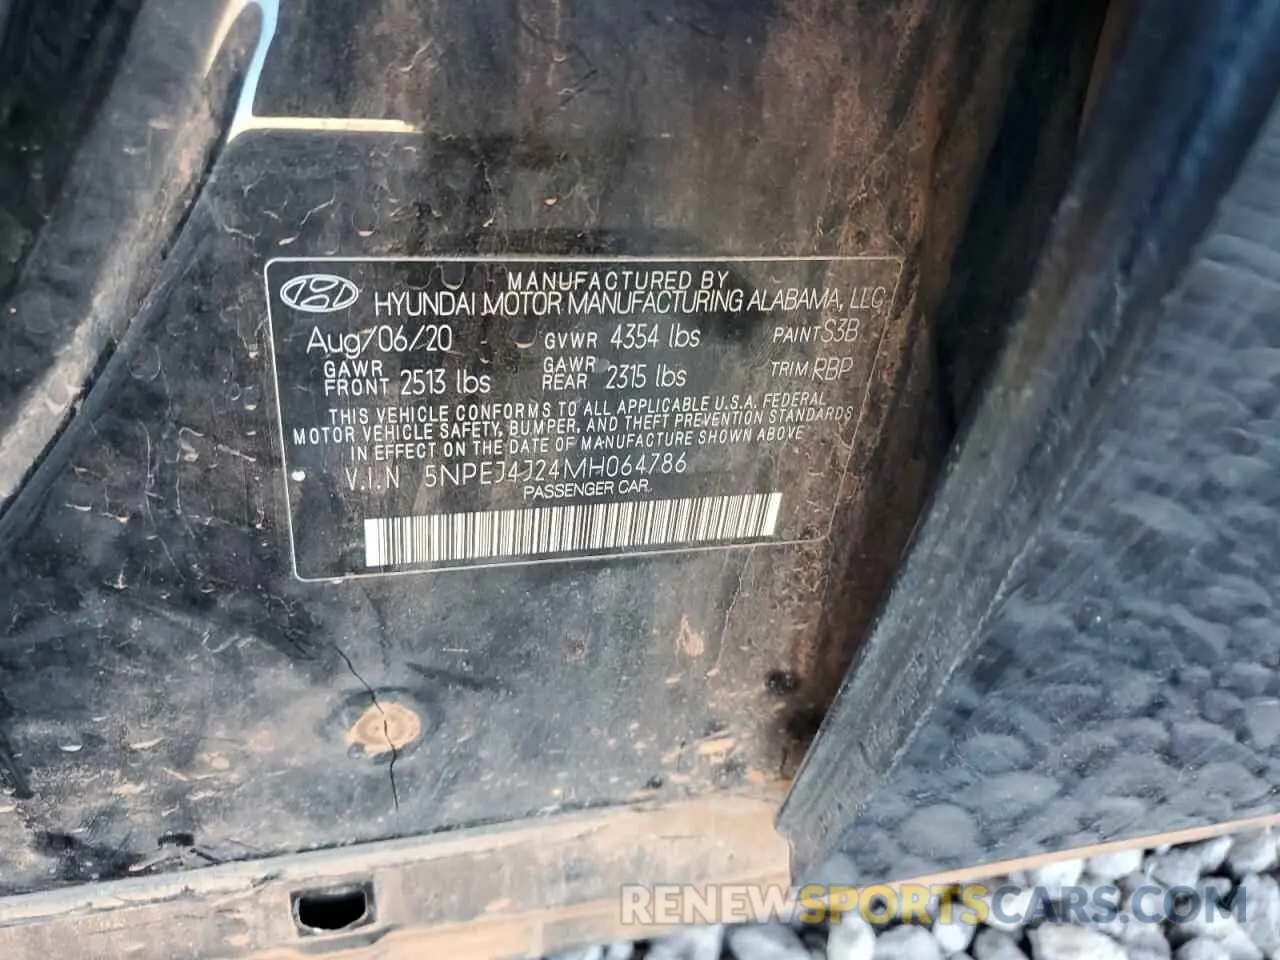 MANUFACTURED BY
HYUNDAI MOTOR MANUFACTURING ALABAMA, LLC
Aug/06/20 GVWR 4354 lbs PAINT S3B
GAWR FRONT 2513 lbs GAWR REAR 2315 lbs TRIM RBP
THIS VEHICLE CONFORMS TO ALL APPLICABLE U.S.A. FEDERAL
MOTOR VEHICLE SAFETY, BUMPER, AND THEFT PREVENTION STANDARDS
IN EFFECT ON THE DATE OF MANUFACTURE SHOWN ABOVE
V.I.N 5NPEJ4J24MH064786
PASSENGER CAR
RENEWSPORTSCARS.COM